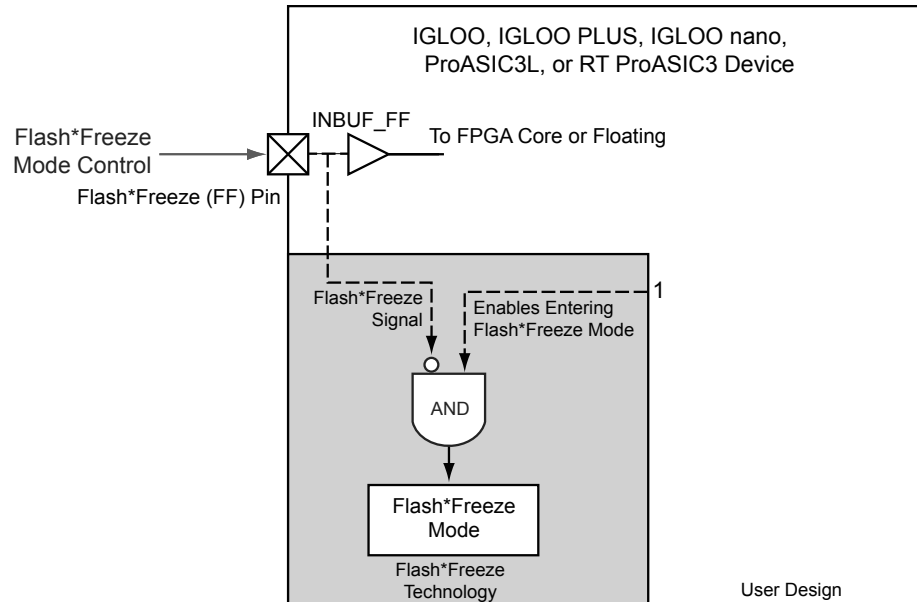 IGLOO, IGLOO PLUS, IGLOO nano,
ProASIC3L, or RT ProASIC3 Device
INBUF_FF
To FPGA Core or Floating
Flash*Freeze
Mode Control
Flash*Freeze (FF) Pin
1
Flash*Freeze
Signal
Enables Entering
Flash*Freeze Mode
AND
Flash*Freeze
Mode
Flash*Freeze
Technology
User Design